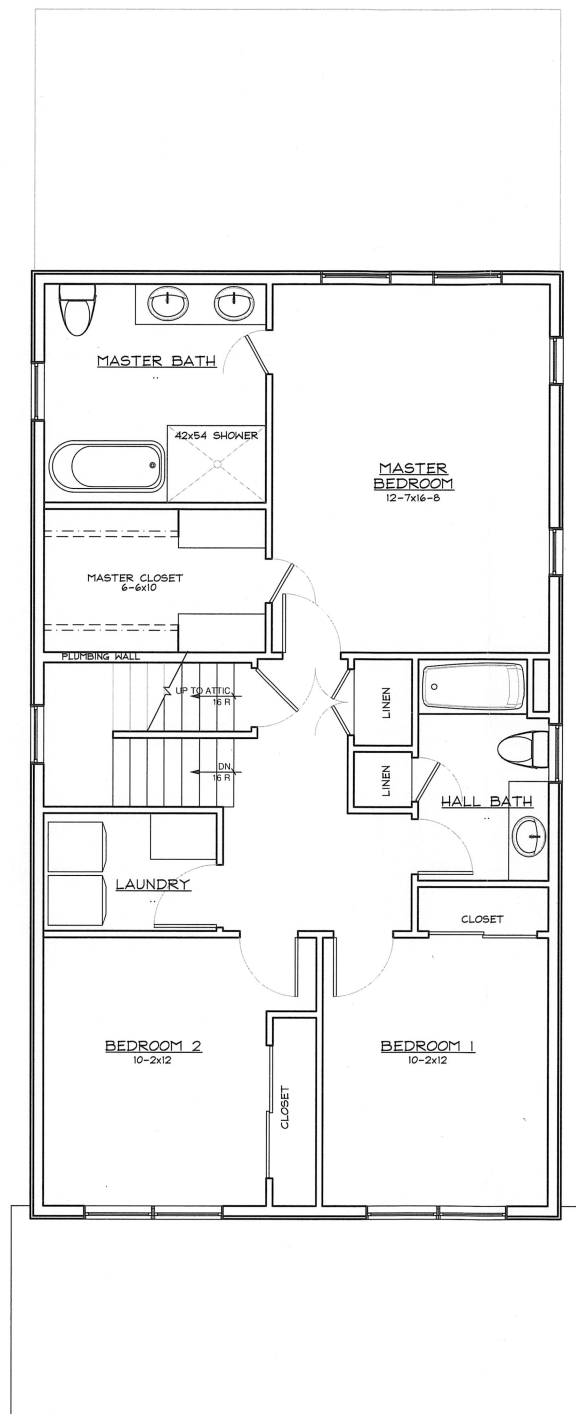 MASTER BATH
..
42x54 SHOWER
MASTER
BEDROOM
12-7x16-8
MASTER CLOSET
6-6x10
PLUMBING WALL
UP TO ATTIC
16 R
LINEN
DN
16 R
LINEN
HALL BATH
..
LAUNDRY
..
CLOSET
BEDROOM 2
10-2x12
BEDROOM 1
10-2x12
CLOSET